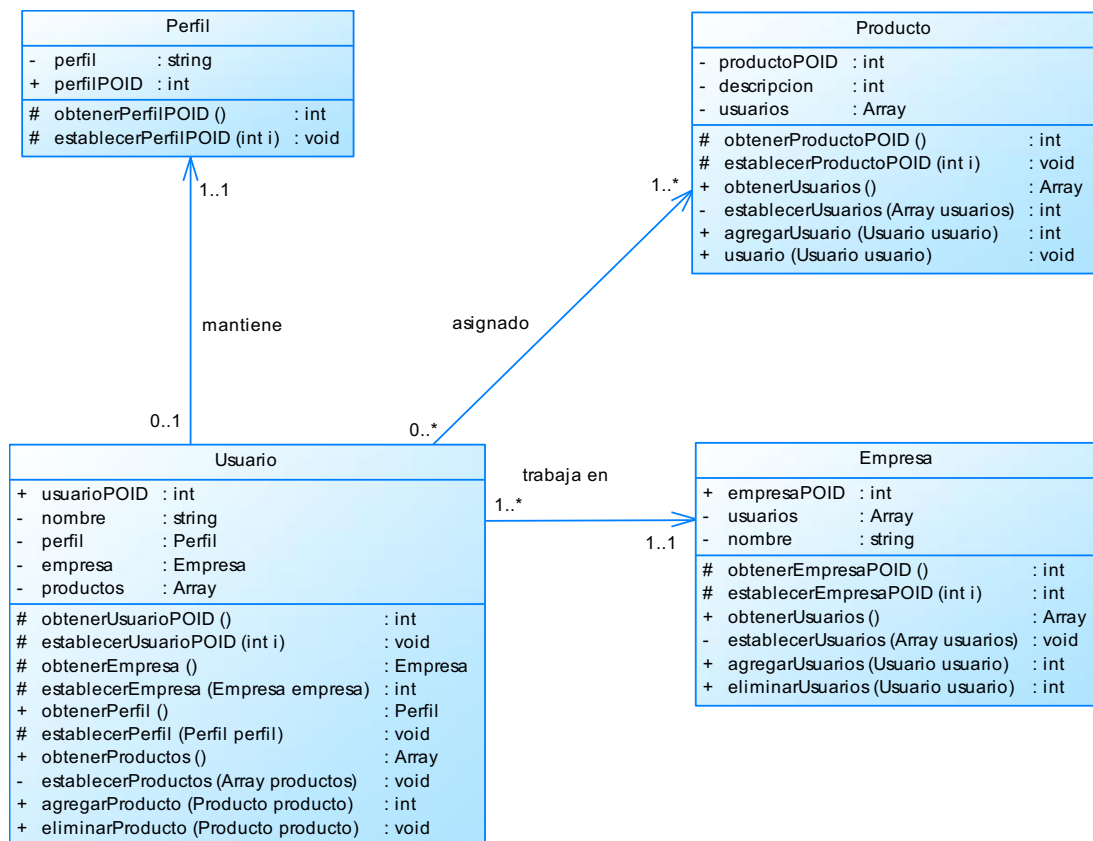 Perfil
- perfil : string
+ perfilPOID : int
# obtenerPerfilPOID () : int
# establecerPerfilPOID (int i) : void
Producto
- productoPOID : int
- descripcion : int
- usuarios : Array
# obtenerProductoPOID () : int
# establecerProductoPOID (int i) : void
+ obtenerUsuarios () : Array
- establecerUsuarios (Array usuarios) : int
+ agregarUsuario (Usuario usuario) : int
+ usuario (Usuario usuario) : void
1..1
1..*
mantiene
asignado
0..1
0..*
Usuario
+ usuarioPOID : int
- nombre : string
- perfil : Perfil
- empresa : Empresa
- productos : Array
# obtenerUsuarioPOID () : int
# establecerUsuarioPOID (int i) : void
# obtenerEmpresa () : Empresa
# establecerEmpresa (Empresa empresa) : int
+ obtenerPerfil () : Perfil
# establecerPerfil (Perfil perfil) : void
+ obtenerProductos () : Array
- establecerProductos (Array productos) : void
+ agregarProducto (Producto producto) : int
+ eliminarProducto (Producto producto) : void
trabaja en
1..*
1..1
Empresa
+ empresaPOID : int
- usuarios : Array
- nombre : string
# obtenerEmpresaPOID () : int
# establecerEmpresaPOID (int i) : int
+ obtenerUsuarios () : Array
- establecerUsuarios (Array usuarios) : void
+ agregarUsuarios (Usuario usuario) : int
+ eliminarUsuarios (Usuario usuario) : int